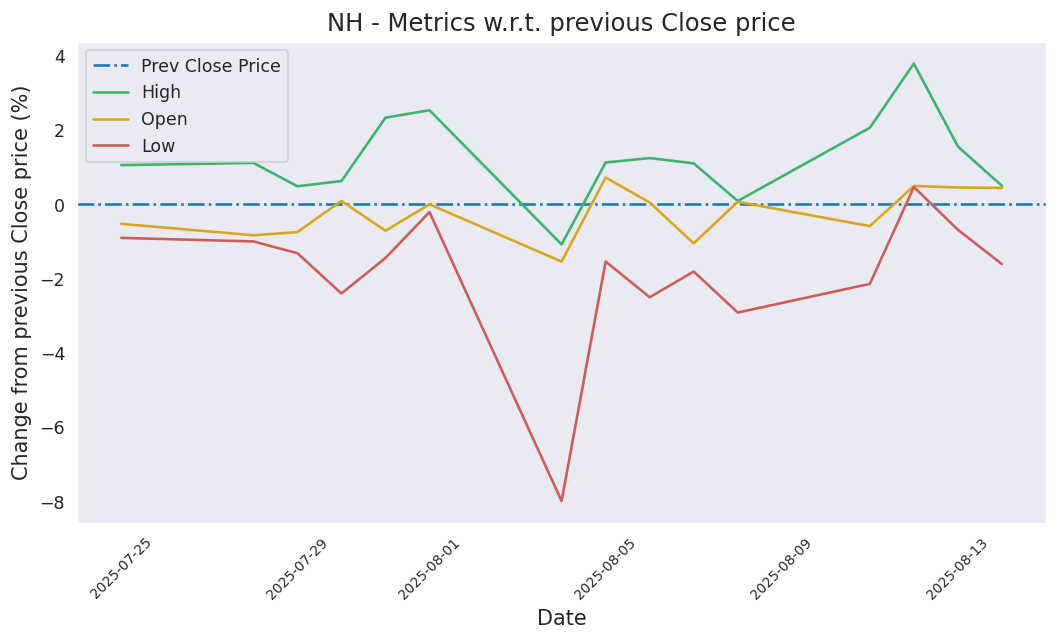 NH - Metrics w.r.t. previous Close price
Prev Close Price
High
Open
Low
Change from previous Close price (%)
4
2
0
−2
−4
−6
−8
2025-07-25
2025-07-29
2025-08-01
2025-08-05
2025-08-09
2025-08-13
Date